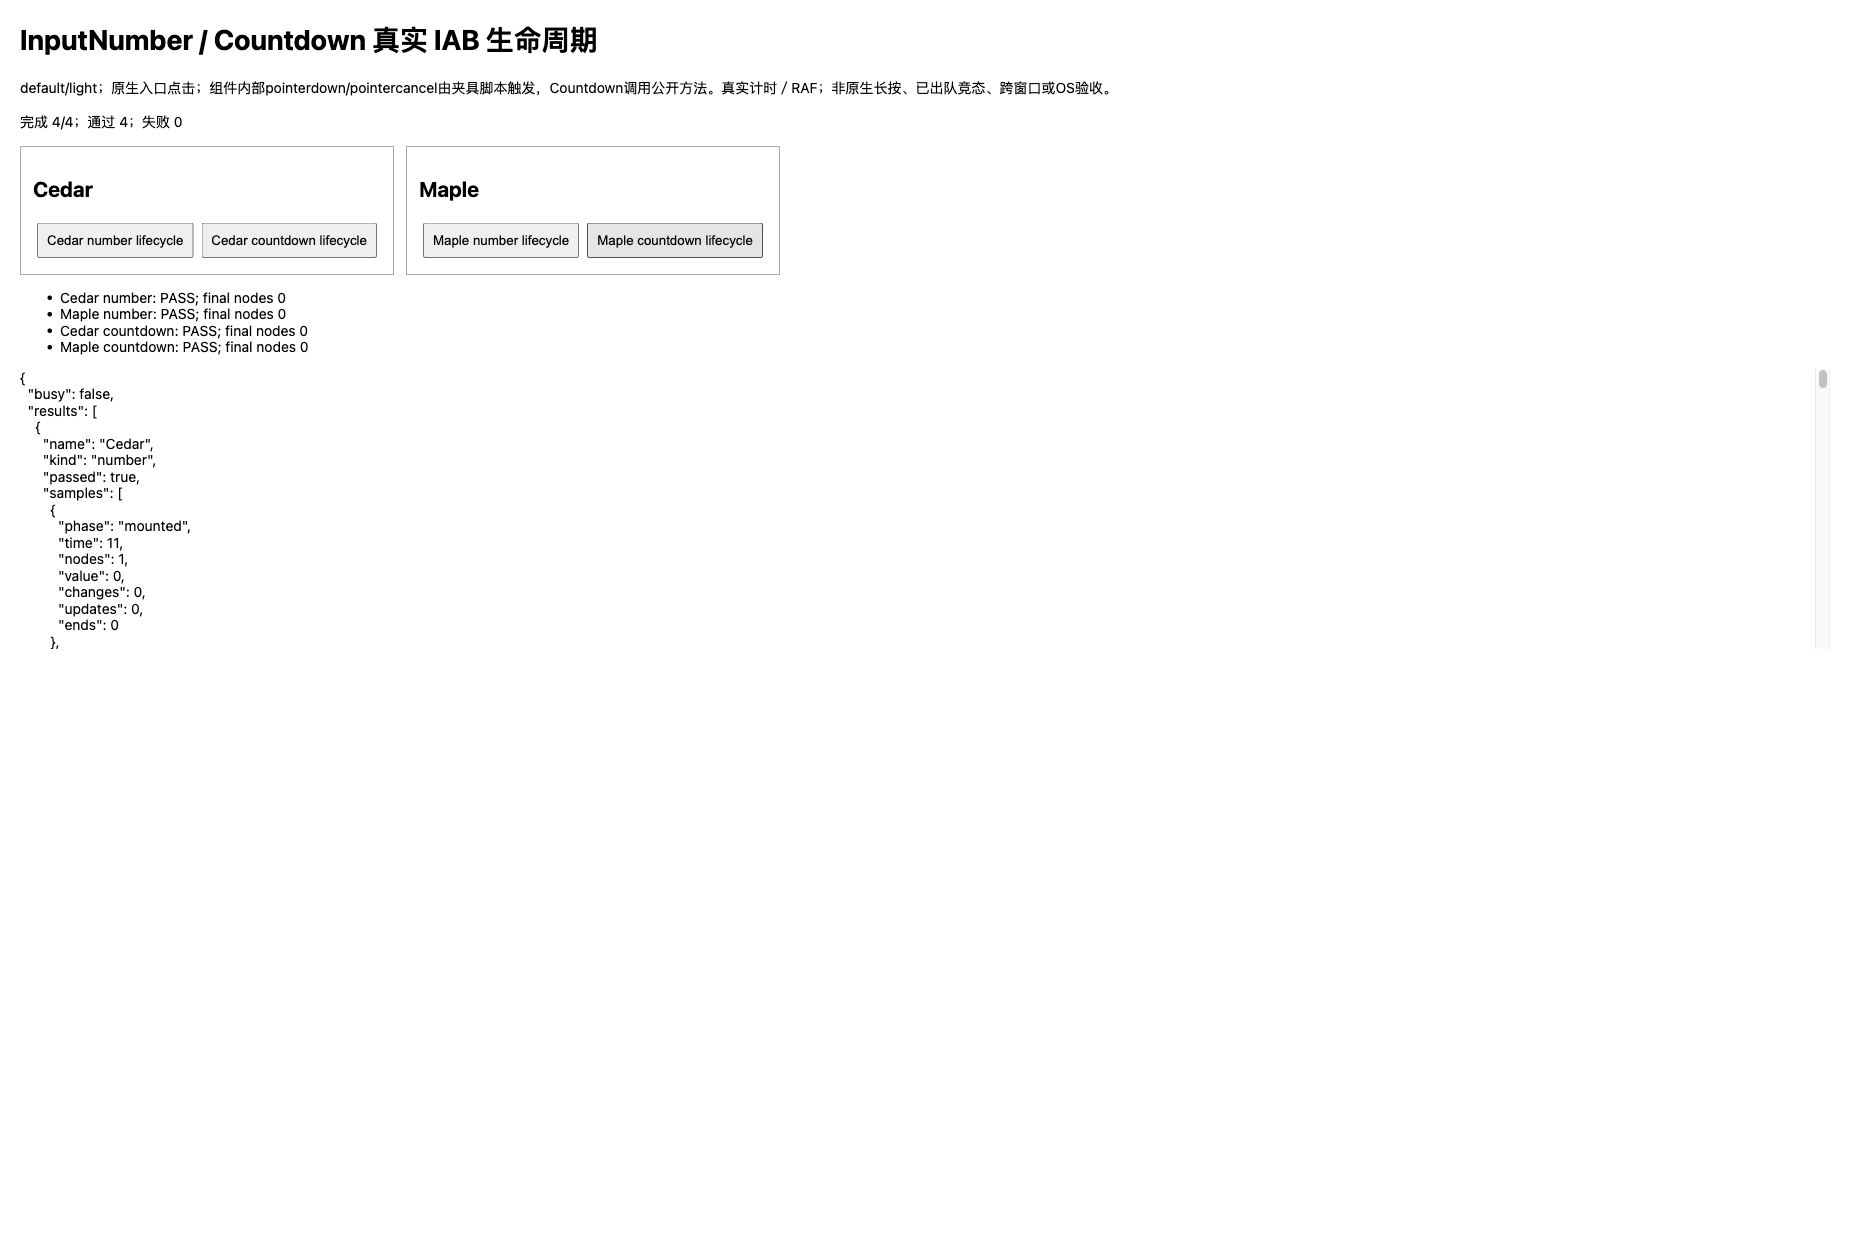 InputNumber / Countdown 真实 IAB 生命周期
default/light；原生入口点击；组件内部pointerdown/pointercancel由夹具脚本触发，Countdown调用公开方法。真实计时 / RAF；非原生长按、已出队竞态、跨窗口或OS验收。
完成 4/4；通过 4；失败 0
Cedar
Cedar number lifecycle
Cedar countdown lifecycle
Maple
Maple number lifecycle
Maple countdown lifecycle
• Cedar number: PASS; final nodes 0
• Maple number: PASS; final nodes 0
• Cedar countdown: PASS; final nodes 0
• Maple countdown: PASS; final nodes 0
{
"busy": false,
"results": [
{
"name": "Cedar",
"kind": "number",
"passed": true,
"samples": [
{
"phase": "mounted",
"time": 11,
"nodes": 1,
"value": 0,
"changes": 0,
"updates": 0,
"ends": 0
},